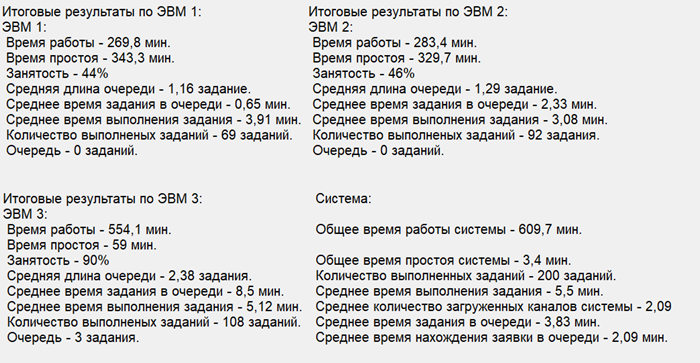 Итоговые результаты по ЭВМ 1:
ЭВМ 1:
Время работы - 269,8 мин.
Время простоя - 343,3 мин.
Занятость - 44%
Средняя длина очереди - 1,16 задание.
Среднее время задания в очереди - 0,65 мин.
Среднее время выполнения задания - 3,91 мин.
Количество выполненых заданий - 69 заданий.
Очередь - 0 заданий.
Итоговые результаты по ЭВМ 2:
ЭВМ 2:
Время работы - 283,4 мин.
Время простоя - 329,7 мин.
Занятость - 46%
Средняя длина очереди - 1,29 задание.
Среднее время задания в очереди - 2,33 мин.
Среднее время выполнения задания - 3,08 мин.
Количество выполненых заданий - 92 задания.
Очередь - 0 заданий.
Итоговые результаты по ЭВМ 3:
ЭВМ 3:
Время работы - 554,1 мин.
Время простоя - 59 мин.
Занятость - 90%
Средняя длина очереди - 2,38 задания.
Среднее время задания в очереди - 8,5 мин.
Среднее время выполнения задания - 5,12 мин.
Количество выполненых заданий - 108 заданий.
Очередь - 3 задания.
Система:
Общее время работы системы - 609,7 мин.
Общее время простоя системы - 3,4 мин.
Количество выполненных заданий - 200 заданий.
Среднее время выполнения задания - 5,5 мин.
Среднее количество загруженных каналов системы - 2,09
Среднее время задания в очереди - 3,83 мин.
Среднее время нахождения заявки в очереди - 2,09 мин.